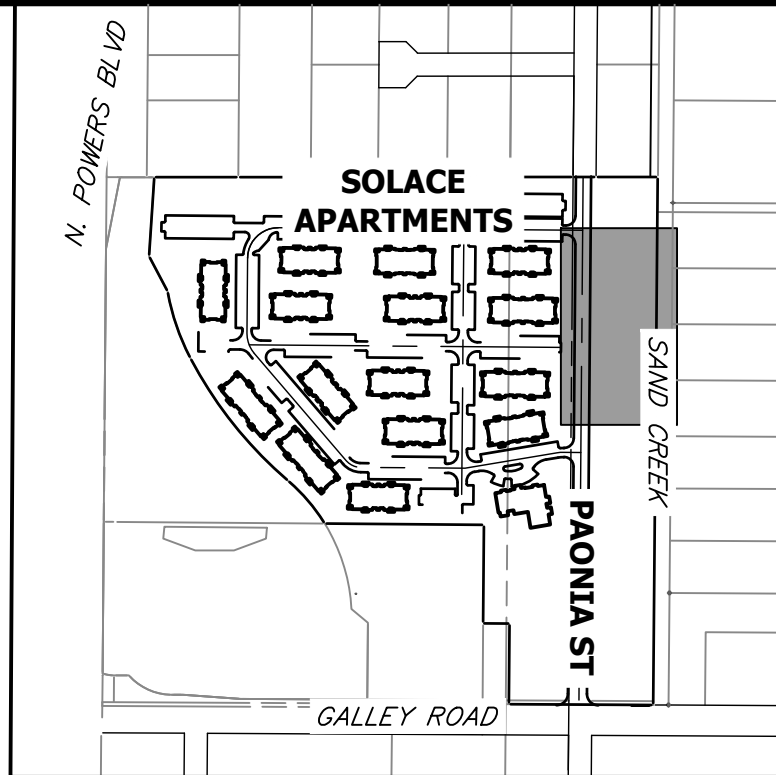 N. POWERS BLVD
SOLACE
APARTMENTS
SAND CREEK
PAONIA ST
GALLEY ROAD